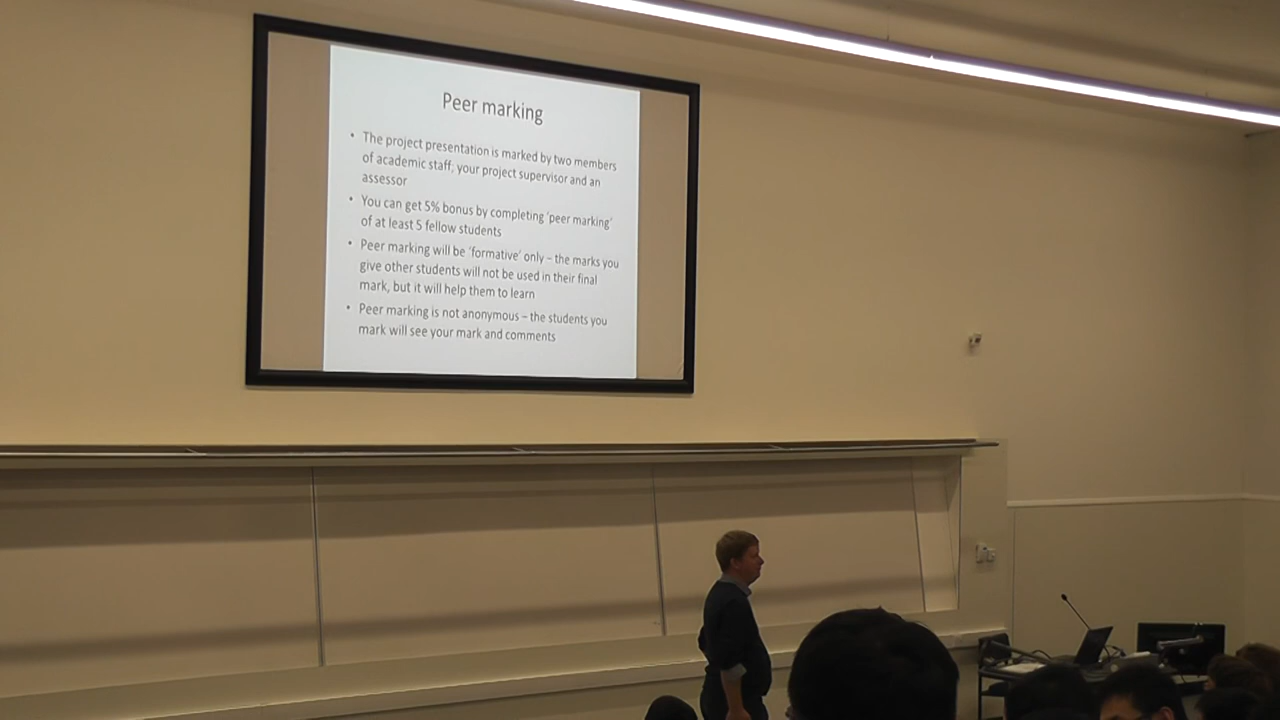 Peer marking
• The project presentation is marked by two members
of academic staff, your project supervisor and an
assessor
• You can get 5% bonus by completing 'peer marking'
of at least 5 fellow students
• Peer marking will be 'formative' only – the marks you
give other students will not be used in their final
mark, but it will help them to learn
• Peer marking is not anonymous – the students you
mark will see your mark and comments